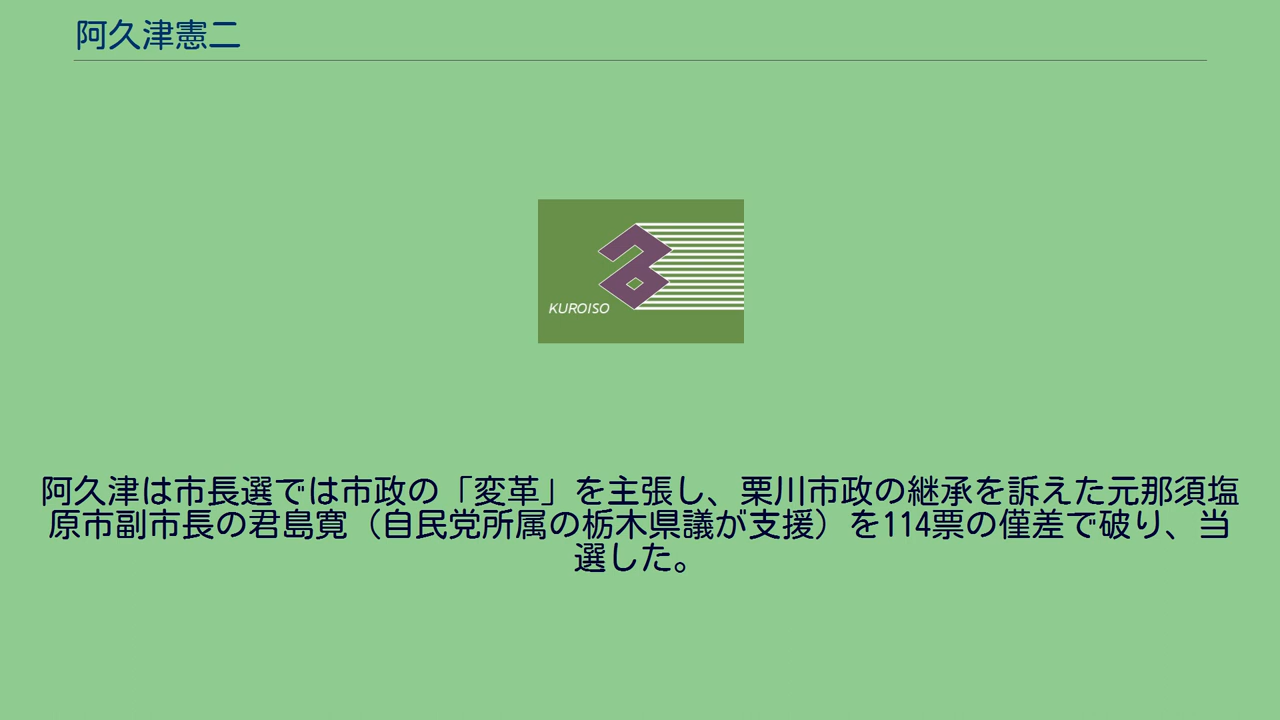 阿久津憲二
KUROISO
阿久津は市長選では市政の「変革」を主張し、栗川市政の継承を訴えた元那須塩
原市副市長の君島寛（自民党所属の栃木県議が支援）を114票の僅差で破り、当
選した。